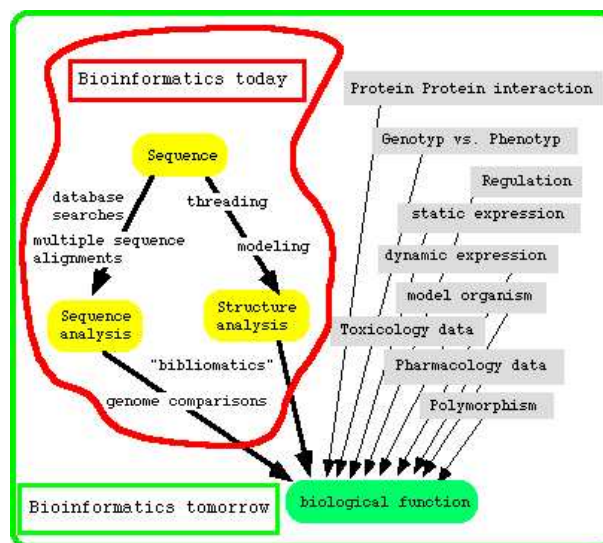 Bioinformatics today
Protein Protein interaction
Genotyp vs. Phenotyp
Sequence
Regulation
database
searches
threading
static expression
multiple sequence
alignments
modeling
dynamic expression
model organism
Sequence
analysis
Structure
analysis
Toxicology data
"bibliomatics"
Pharmacology data
genome comparisons
Polymorphism
Bioinformatics tomorrow
biological function